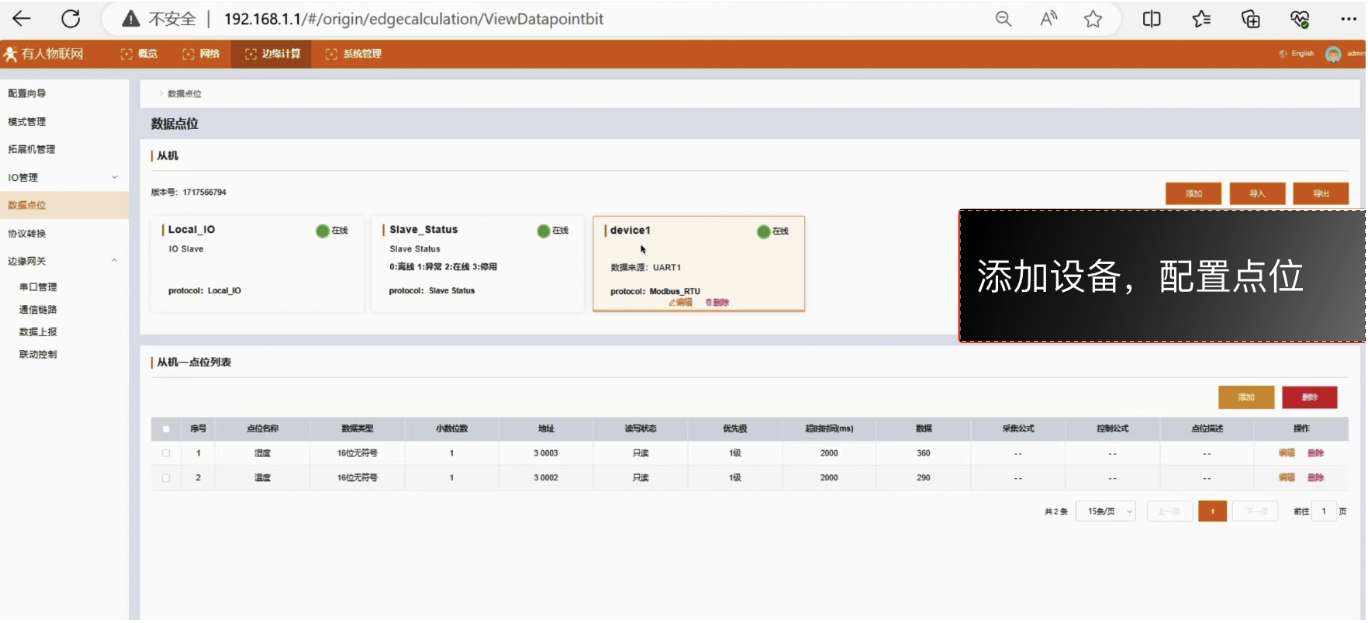 不安全 | 192.168.1.1/#/origin/edgecalculation/ViewDatapointbit
有人物联网 概览 网络 边缘计算 系统管理 English admin
配置向导
模式管理
拓展机管理
IO管理
数据点位
协议转换
边缘网关
串口管理
通信链路
数据上报
联动控制
数据点位
数据点位
从机
版本号: 1717566794
添加 导入 导出
Local_IO 在线
IO Slave
protocol: Local_IO
Slave_Status 在线
Slave Status
0:离线 1:异常 2:在线 3:停用
protocol: Slave Status
device1 在线
数据来源: UART1
protocol: Modbus_RTU
编辑 删除
添加设备，配置点位
从机—点位列表
添加 删除
序号 点位名称 数据类型 小数位数 地址 读写状态 优先级 超时时间(ms) 数据 采集公式 控制公式 点位描述 操作
1 湿度 16位无符号 1 3 0003 只读 1级 2000 360 -- -- -- 编辑 删除
2 温度 16位无符号 1 3 0002 只读 1级 2000 290 -- -- -- 编辑 删除
共 2 条 15条/页 上一页 1 下一页 前往 1 页